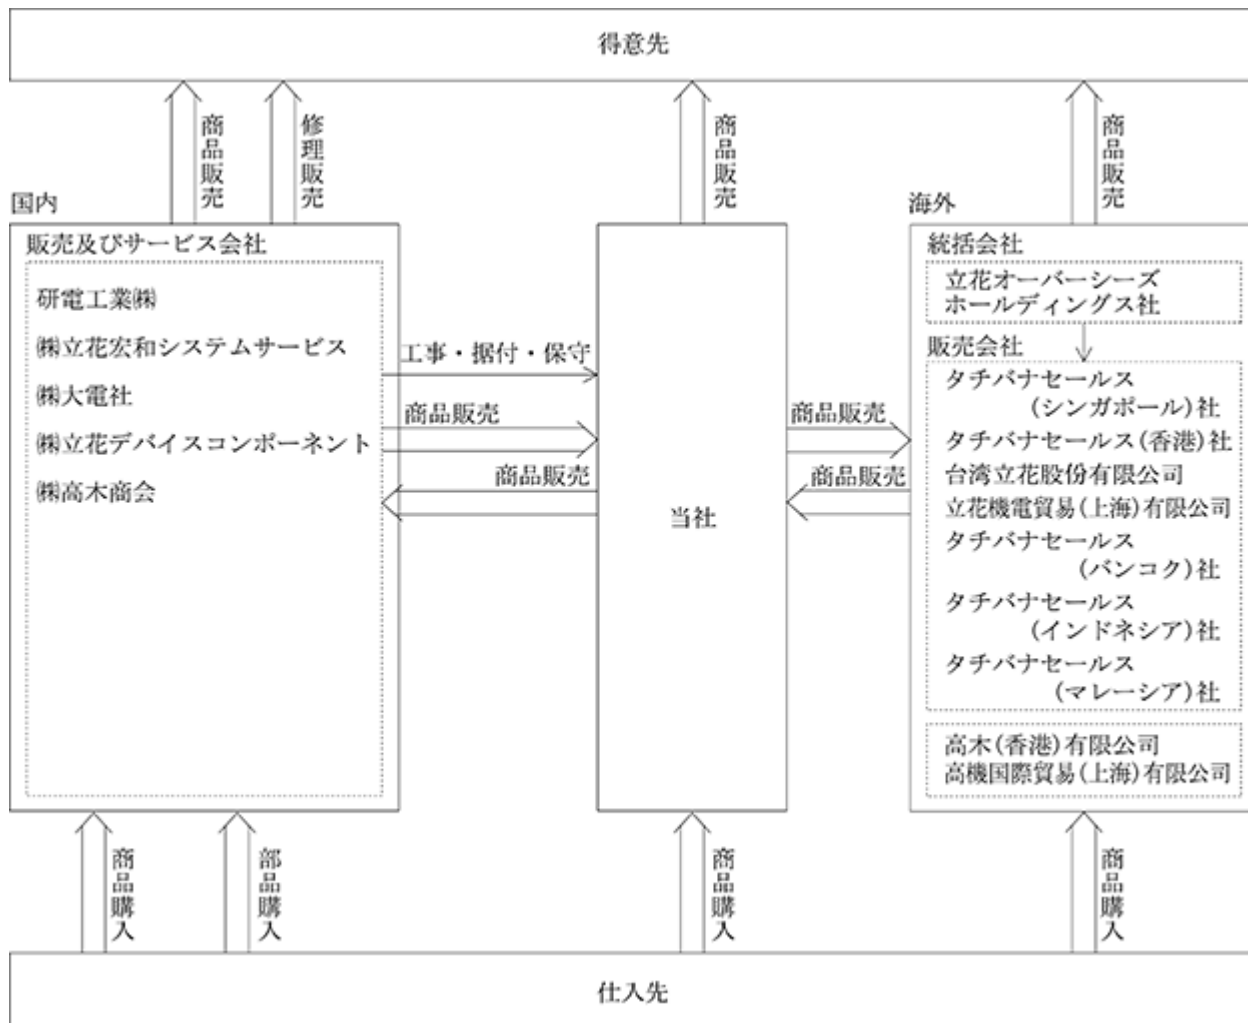 得意先
商品販売
修理販売
商品販売
商品販売
国内
海外
販売及びサービス会社
研電工業㈱
㈱立花宏和システムサービス
㈱大電社
㈱立花デバイスコンポーネント
㈱高木商会
工事・据付・保守
商品販売
商品販売
当社
商品販売
商品販売
統括会社
立花オーバーシーズ
ホールディングス社
販売会社
タチバナセールス
(シンガポール)社
タチバナセールス(香港)社
台湾立花股份有限公司
立花機電貿易(上海)有限公司
タチバナセールス
(バンコク)社
タチバナセールス
(インドネシア)社
タチバナセールス
(マレーシア)社
高木(香港)有限公司
高機国際貿易(上海)有限公司
商品購入
部品購入
商品購入
商品購入
仕入先